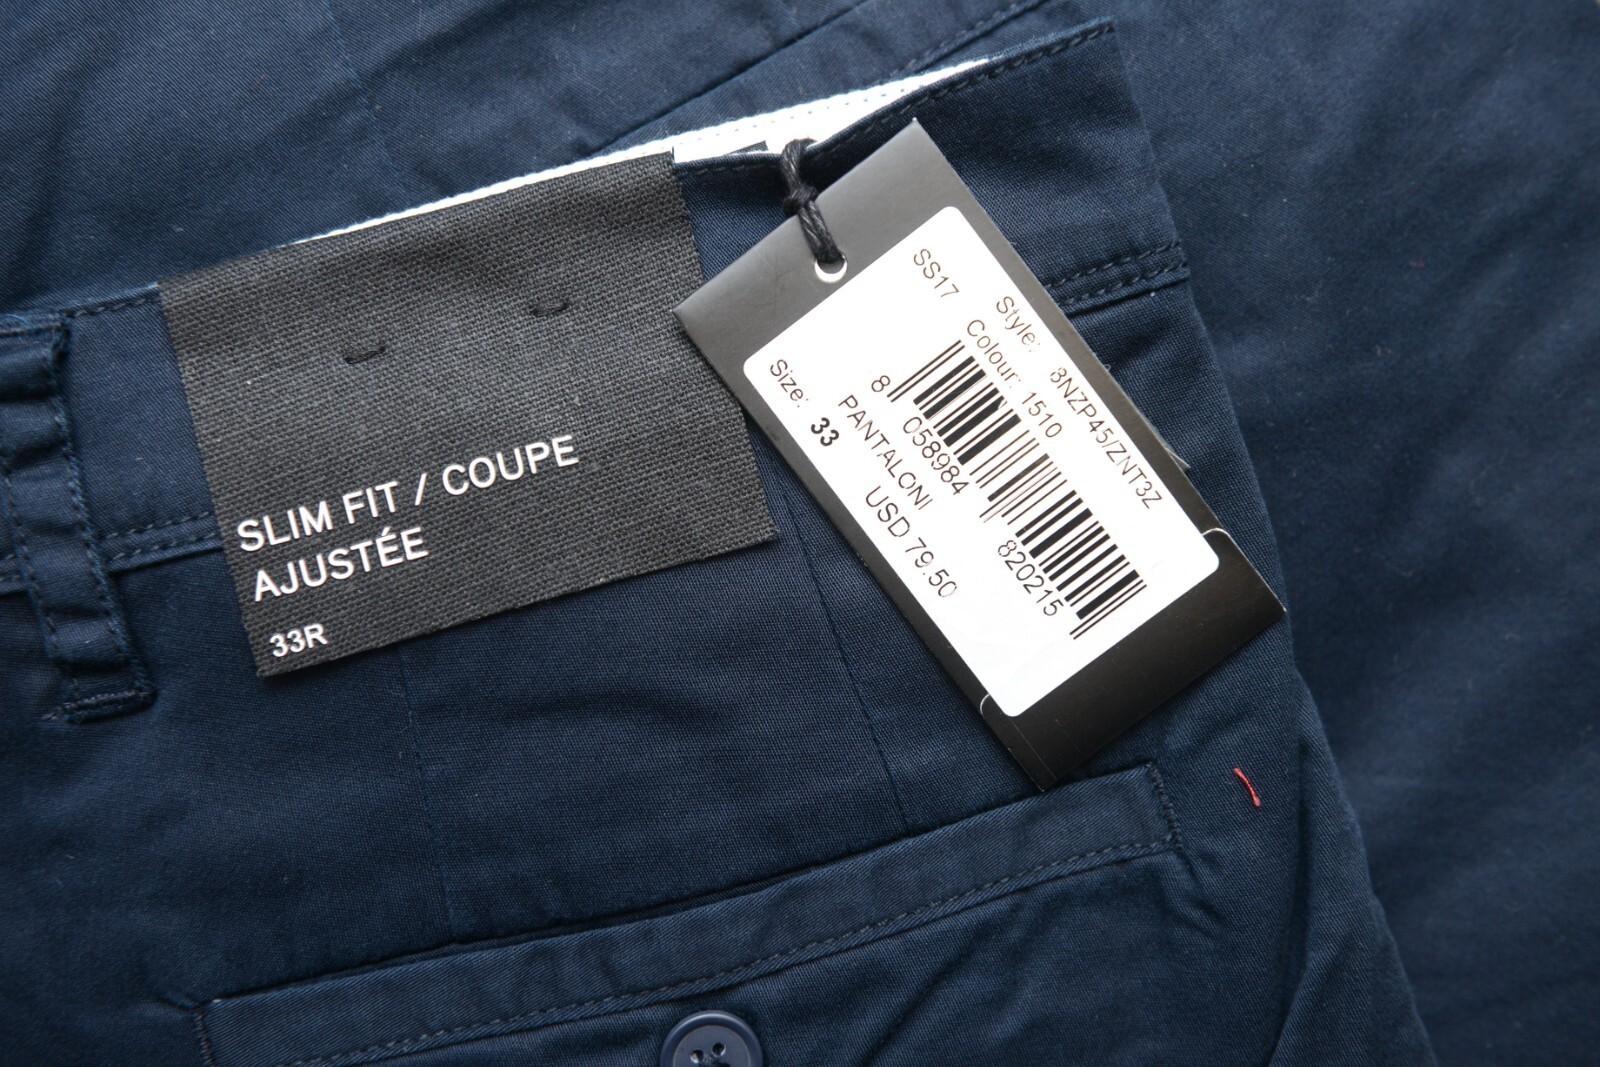 SLIM FIT / COUPE
AJUSTÉE
33R
SS17
Style: 3NZP45/ZNT3Z
Colour: 1510
8 058984 820215
Size: 33
PANTALONI
USD 79.50